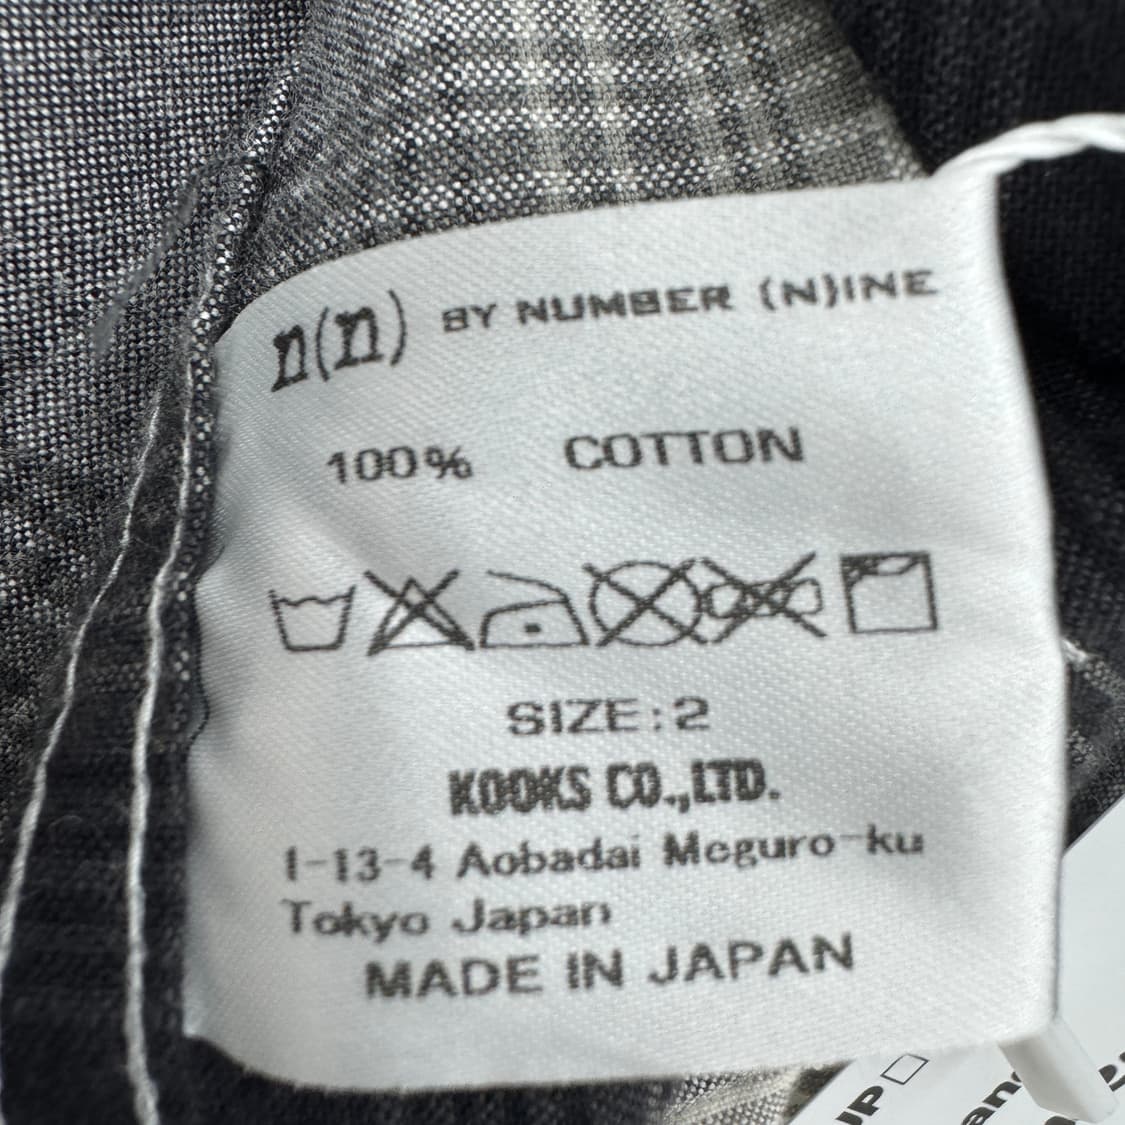 n(n) BY NUMBER (N)INE
100% COTTON
SIZE:2
KOOKS CO.,LTD.
1-13-4 Aobadai Meguro-ku
Tokyo Japan
MADE IN JAPAN
JP